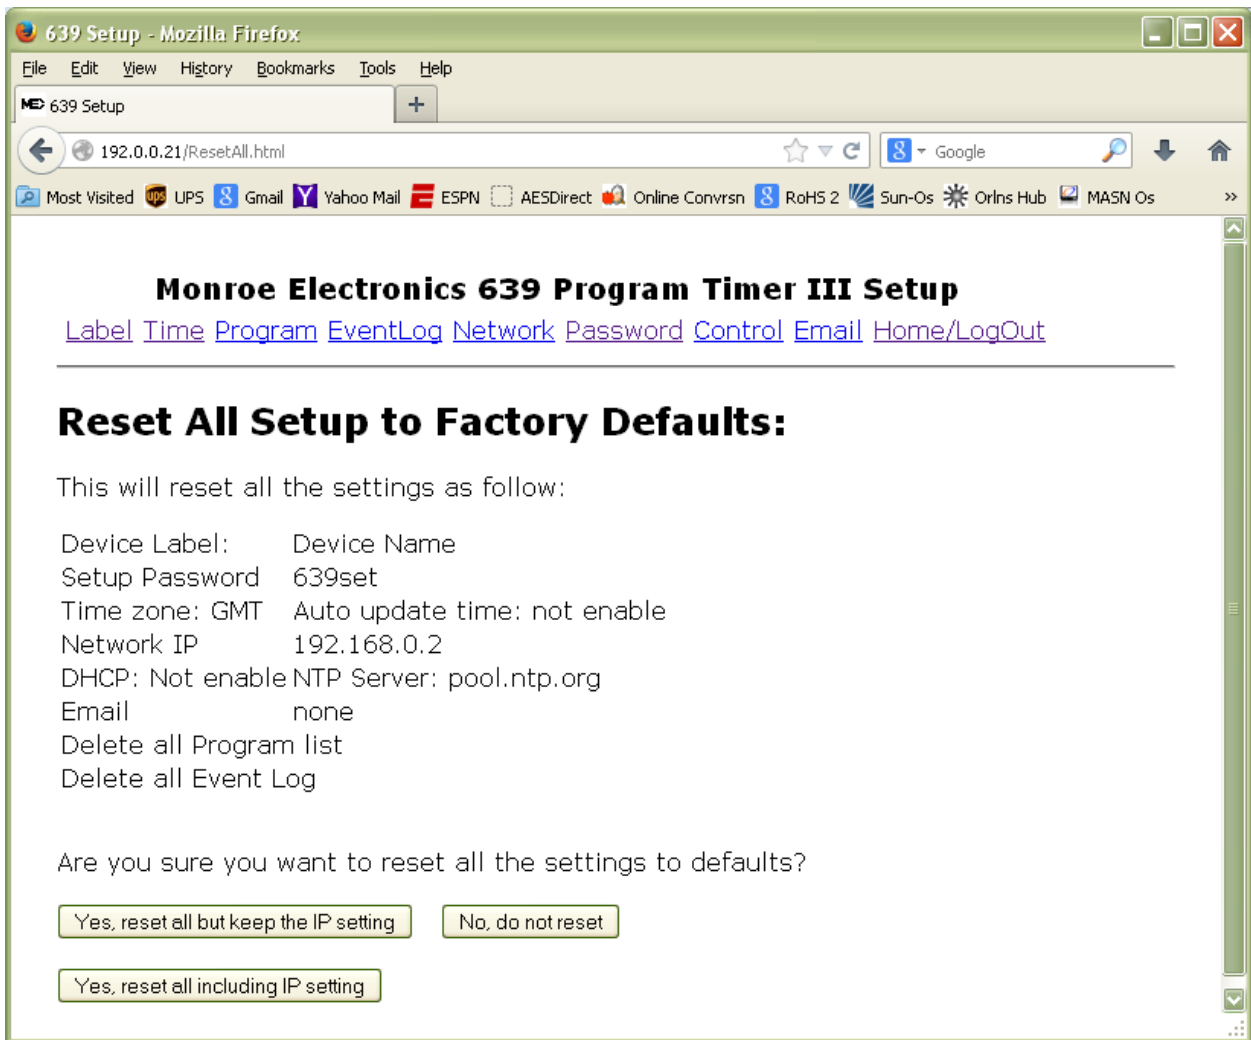 639 Setup - Mozilla Firefox
File Edit View History Bookmarks Tools Help
639 Setup +
192.0.0.21/ResetAll.html 8 Google
Most Visited ups UPS 8 Gmail Y Yahoo Mail ESPN AESDirect Online Convrsn 8 RoHS 2 Sun-Os Orlns Hub MASN Os »
Monroe Electronics 639 Program Timer III Setup
Label Time Program EventLog Network Password Control Email Home/LogOut
Reset All Setup to Factory Defaults:
This will reset all the settings as follow:
Device Label: Device Name
Setup Password 639set
Time zone: GMT Auto update time: not enable
Network IP 192.168.0.2
DHCP: Not enable NTP Server: pool.ntp.org
Email none
Delete all Program list
Delete all Event Log
Are you sure you want to reset all the settings to defaults?
Yes, reset all but keep the IP setting No, do not reset
Yes, reset all including IP setting